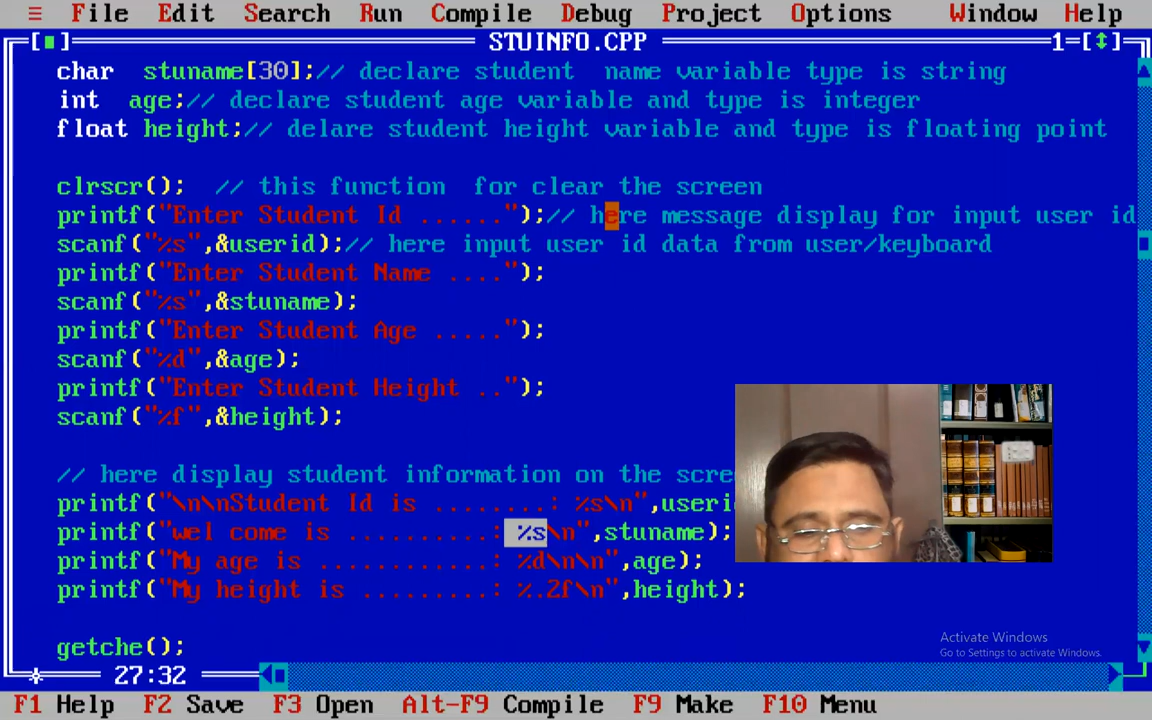 ≡ File Edit Search Run Compile Debug Project Options Window Help
STUINFO.CPP 1=[↕]
char stuname[30];// declare student name variable type is string
int age;// declare student age variable and type is integer
float height;// delare student height variable and type is floating point
clrscr(); // this function for clear the screen
printf("Enter Student Id ......");// here message display for input user id
scanf("%s",&userid);// here input user id data from user/keyboard
printf("Enter Student Name ....");
scanf("%s",&stuname);
printf("Enter Student Age .....");
scanf("%d",&age);
printf("Enter Student Height ..");
scanf("%f",&height);
// here display student information on the scree
printf("\n\nStudent Id is ........: %s\n",useri
printf("wel come is ..........: %s\n",stuname);
printf("My age is ............: %d\n\n",age);
printf("My height is .........: %.2f\n",height);
getche();
Activate Windows
Go to Settings to activate Windows.
27:32
F1 Help F2 Save F3 Open Alt-F9 Compile F9 Make F10 Menu